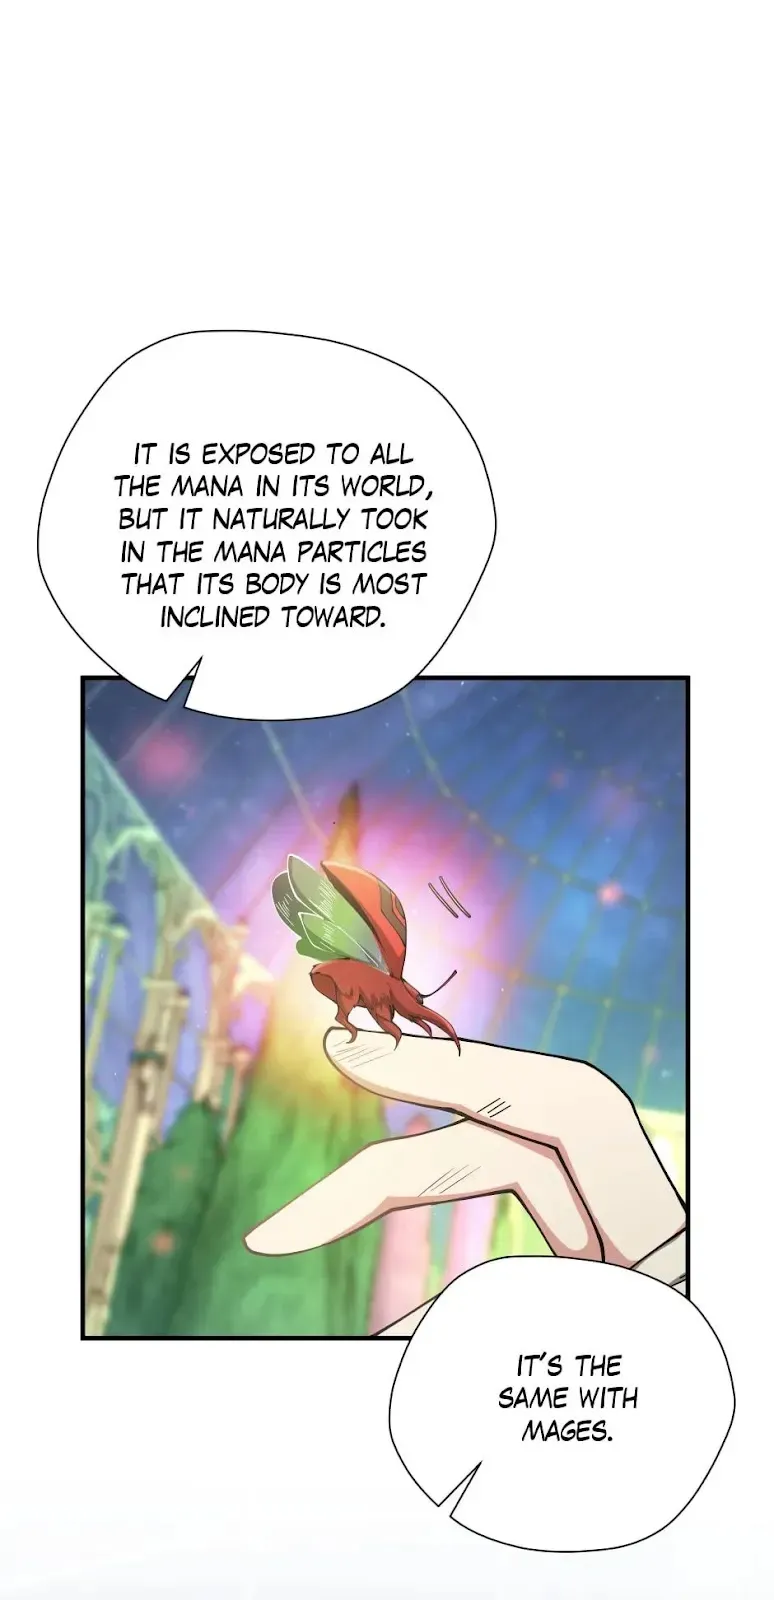 IT IS EXPOSED TO ALL
THE MANA IN ITS WORLD,
BUT IT NATURALLY TOOK
IN THE MANA PARTICLES
THAT ITS BODY IS MOST
INCLINED TOWARD.
IT'S THE
SAME WITH
MAGES.